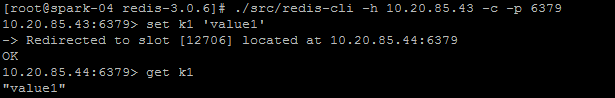 [root@spark-04 redis-3.0.6]# ./src/redis-cli -h 10.20.85.43 -c -p 6379
10.20.85.43:6379> set k1 'value1'
-> Redirected to slot [12706] located at 10.20.85.44:6379
OK
10.20.85.44:6379> get k1
"value1"